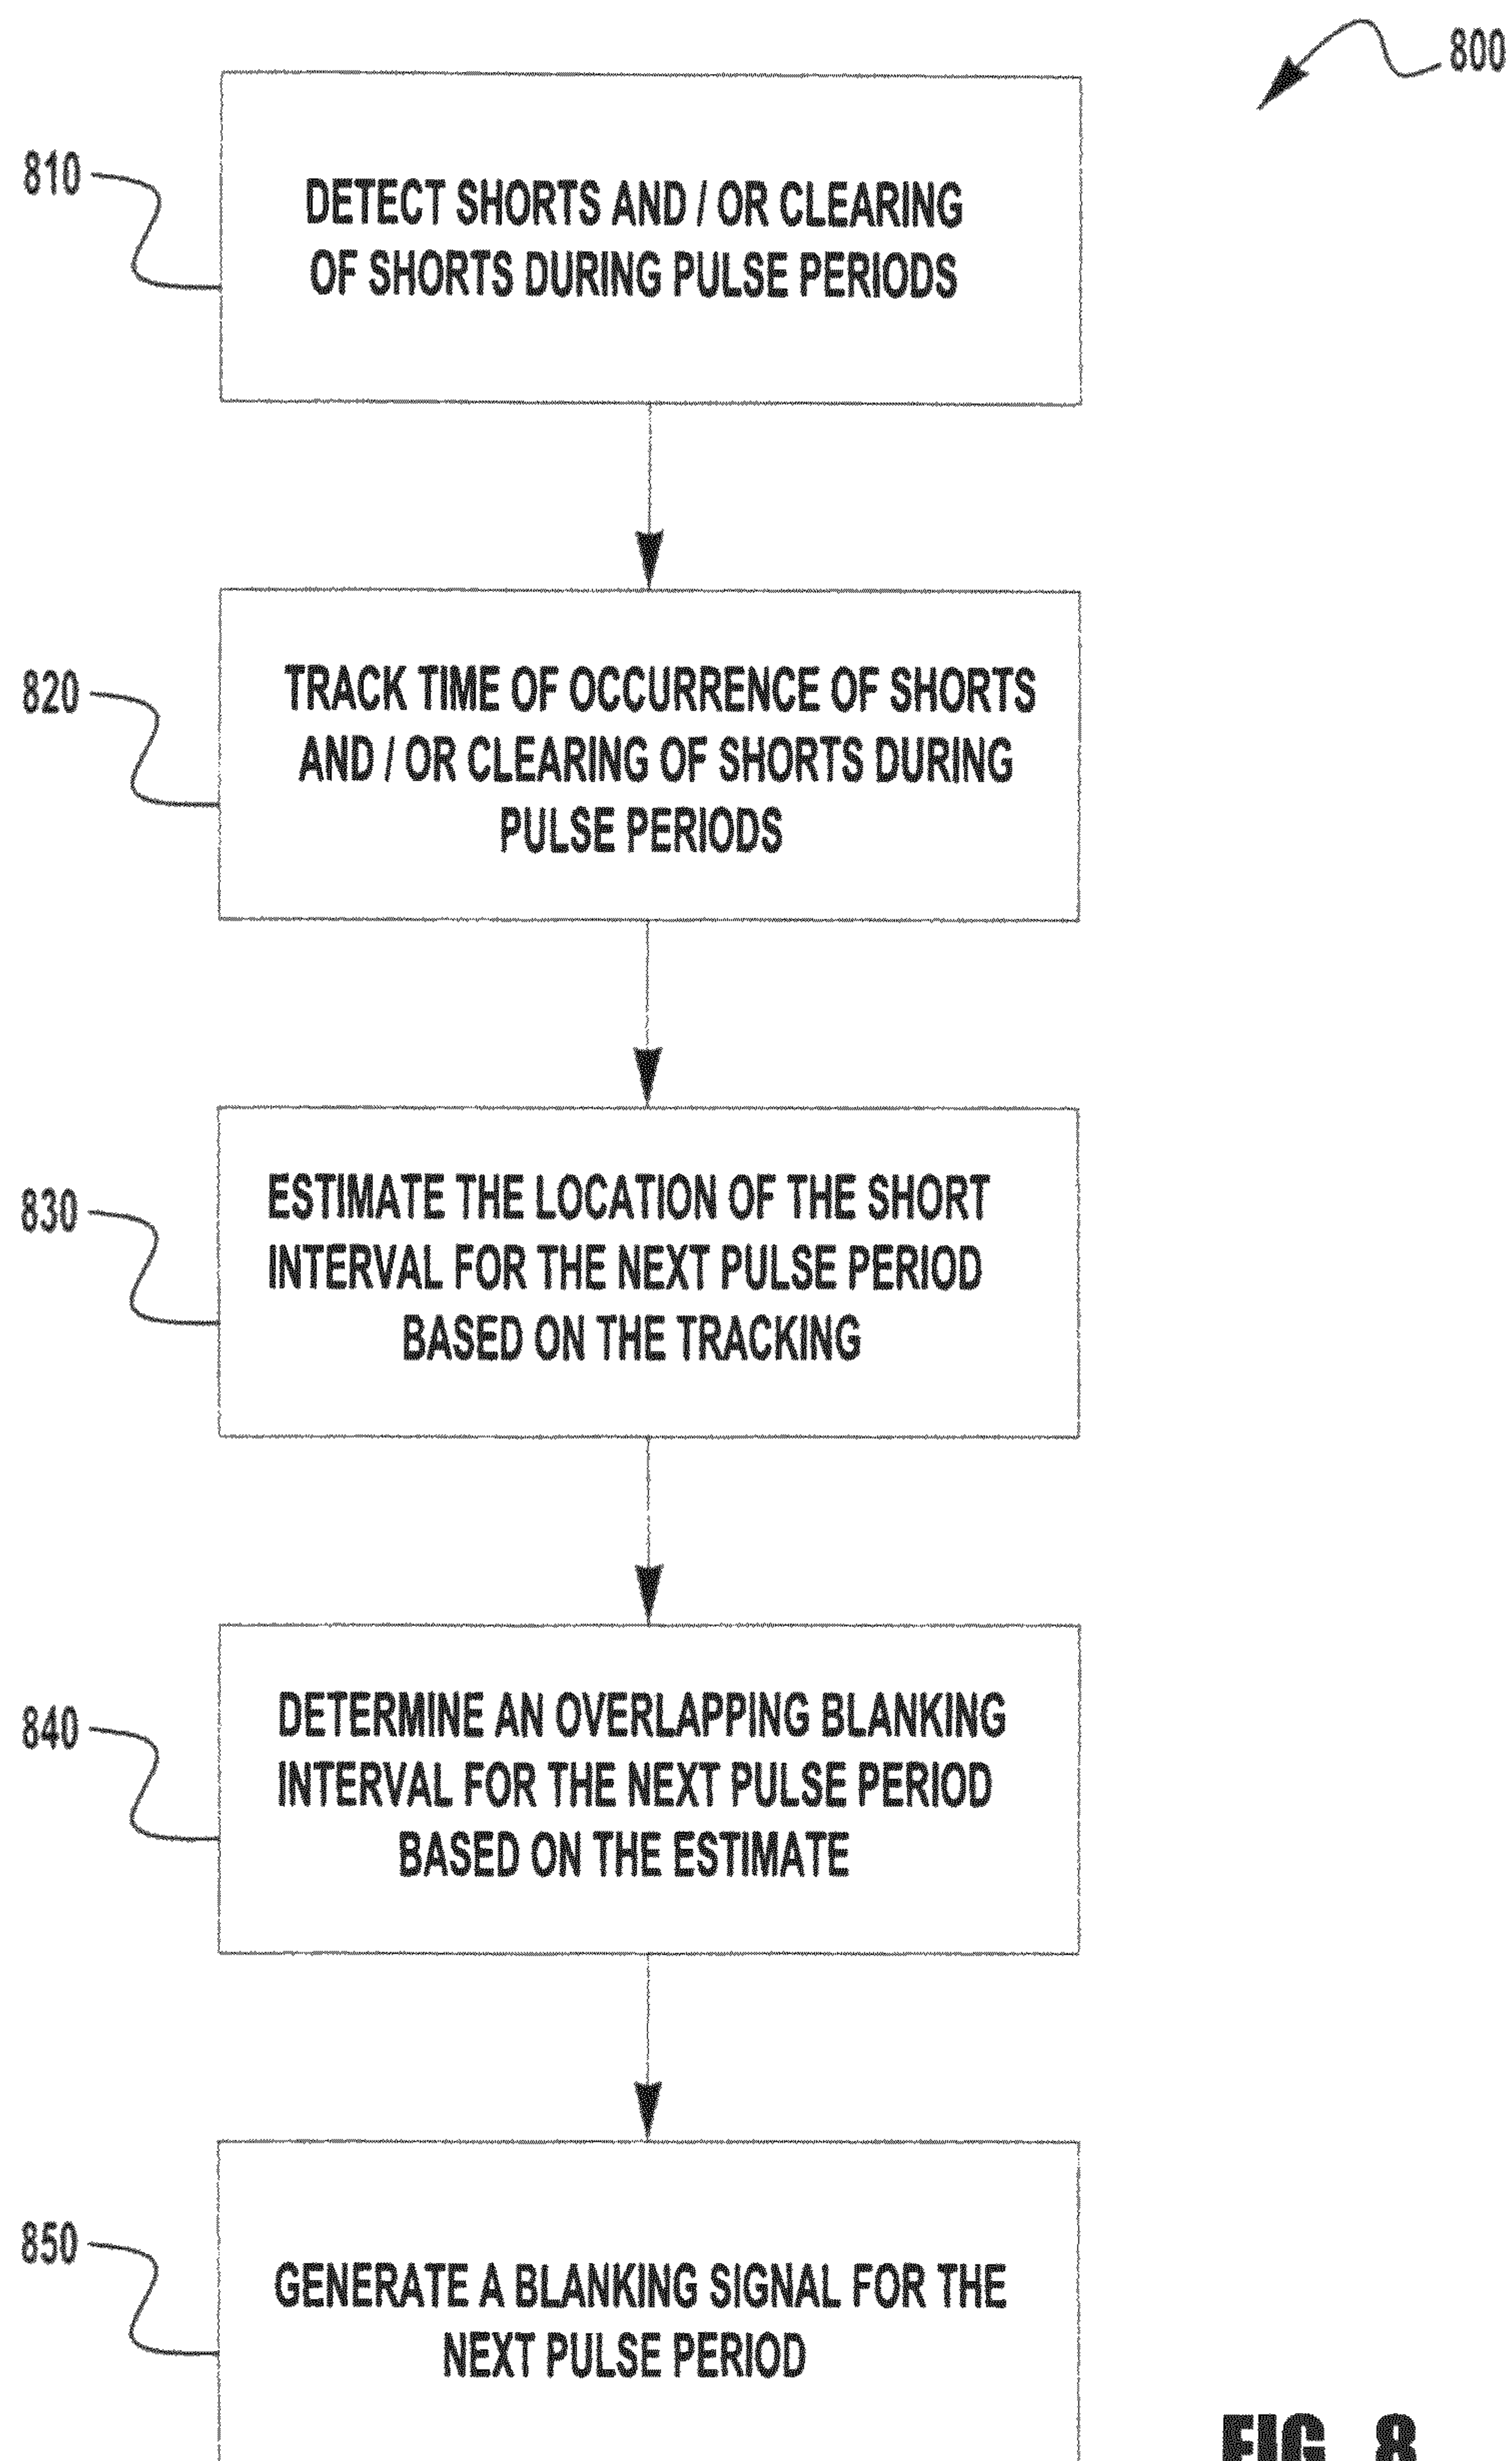 800
810
DETECT SHORTS AND / OR CLEARING
OF SHORTS DURING PULSE PERIODS
820
TRACK TIME OF OCCURRENCE OF SHORTS
AND / OR CLEARING OF SHORTS DURING
PULSE PERIODS
830
ESTIMATE THE LOCATION OF THE SHORT
INTERVAL FOR THE NEXT PULSE PERIOD
BASED ON THE TRACKING
840
DETERMINE AN OVERLAPPING BLANKING
INTERVAL FOR THE NEXT PULSE PERIOD
BASED ON THE ESTIMATE
850
GENERATE A BLANKING SIGNAL FOR THE
NEXT PULSE PERIOD
FIG. 8